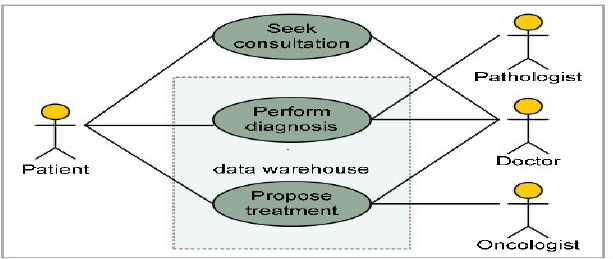 Seek
consultation
Pathologist
Perform
diagnosis
Patient
data warehouse
Doctor
Propose
treatment
Oncologist